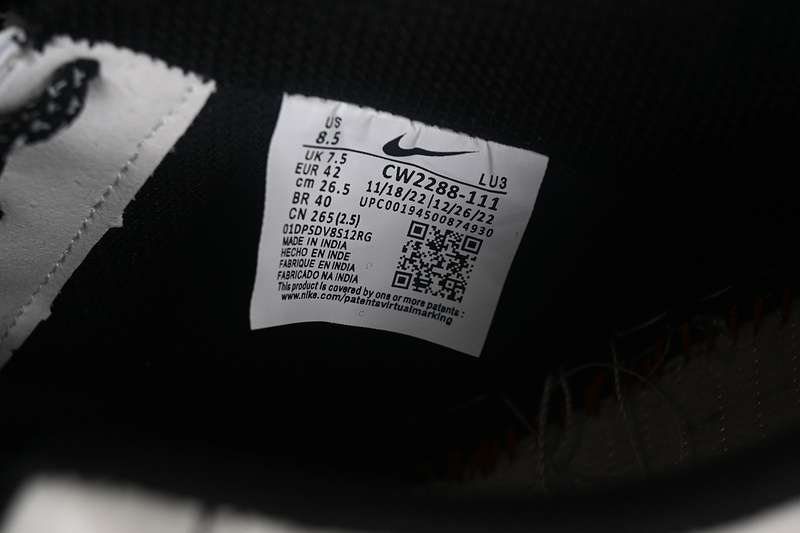 US
8.5
UK 7.5
EUR 42
cm 26.5
BR 40
CN 265(2.5)
01DPSDV8S12RG
MADE IN INDIA
HECHO EN INDE
FABRIQUE EN INDIA
FABRICADO NA INDIA
This product is covered by one or more patents :
www.nike.com/patentsvirtualmarking
LU3
CW2288-111
11/18/22|12/26/22
UPC00194500874930